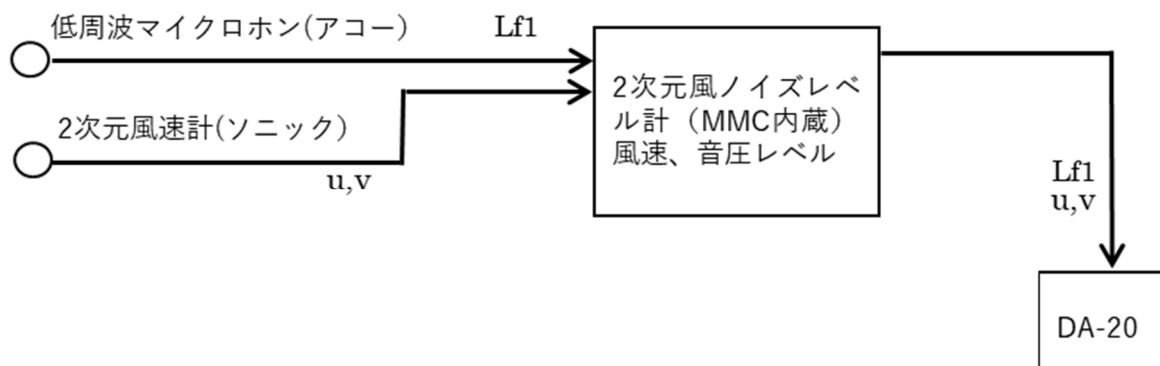 低周波マイクロホン(アコー)
Lf1
2次元風速計(ソニック)
u,v
2次元風ノイズレベ
ル計（MMC内蔵）
風速、音圧レベル
Lf1
u,v
DA-20